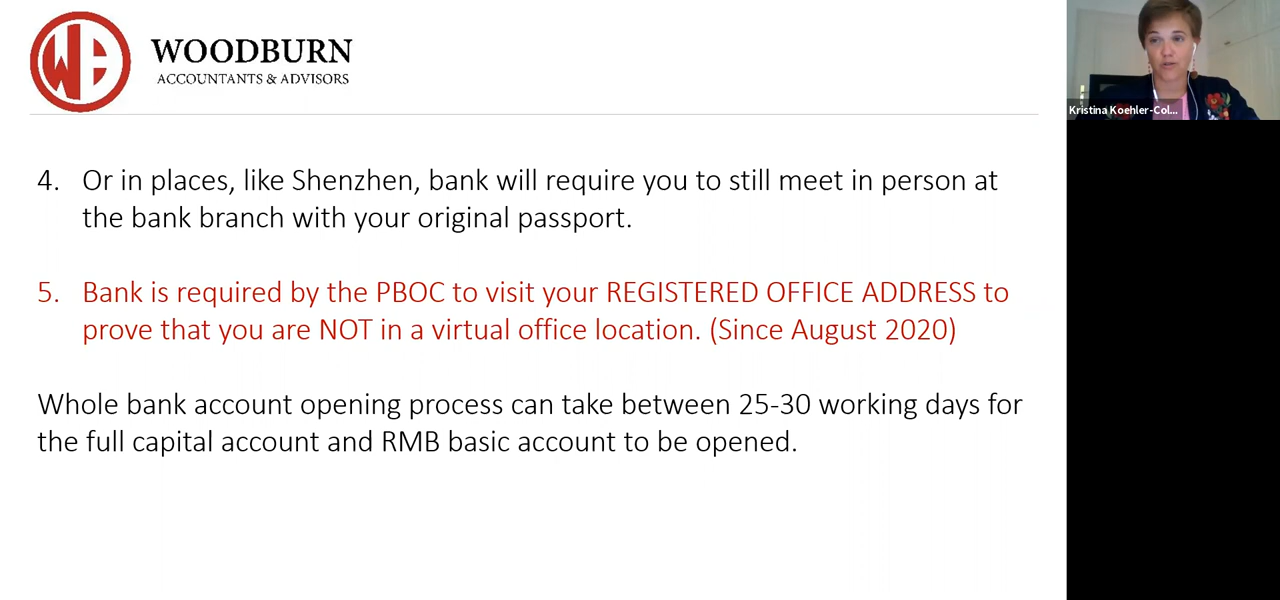 WOODBURN
ACCOUNTANTS & ADVISORS
Kristina Koehler-Col...
4. Or in places, like Shenzhen, bank will require you to still meet in person at
the bank branch with your original passport.
5. Bank is required by the PBOC to visit your REGISTERED OFFICE ADDRESS to
prove that you are NOT in a virtual office location. (Since August 2020)
Whole bank account opening process can take between 25-30 working days for
the full capital account and RMB basic account to be opened.